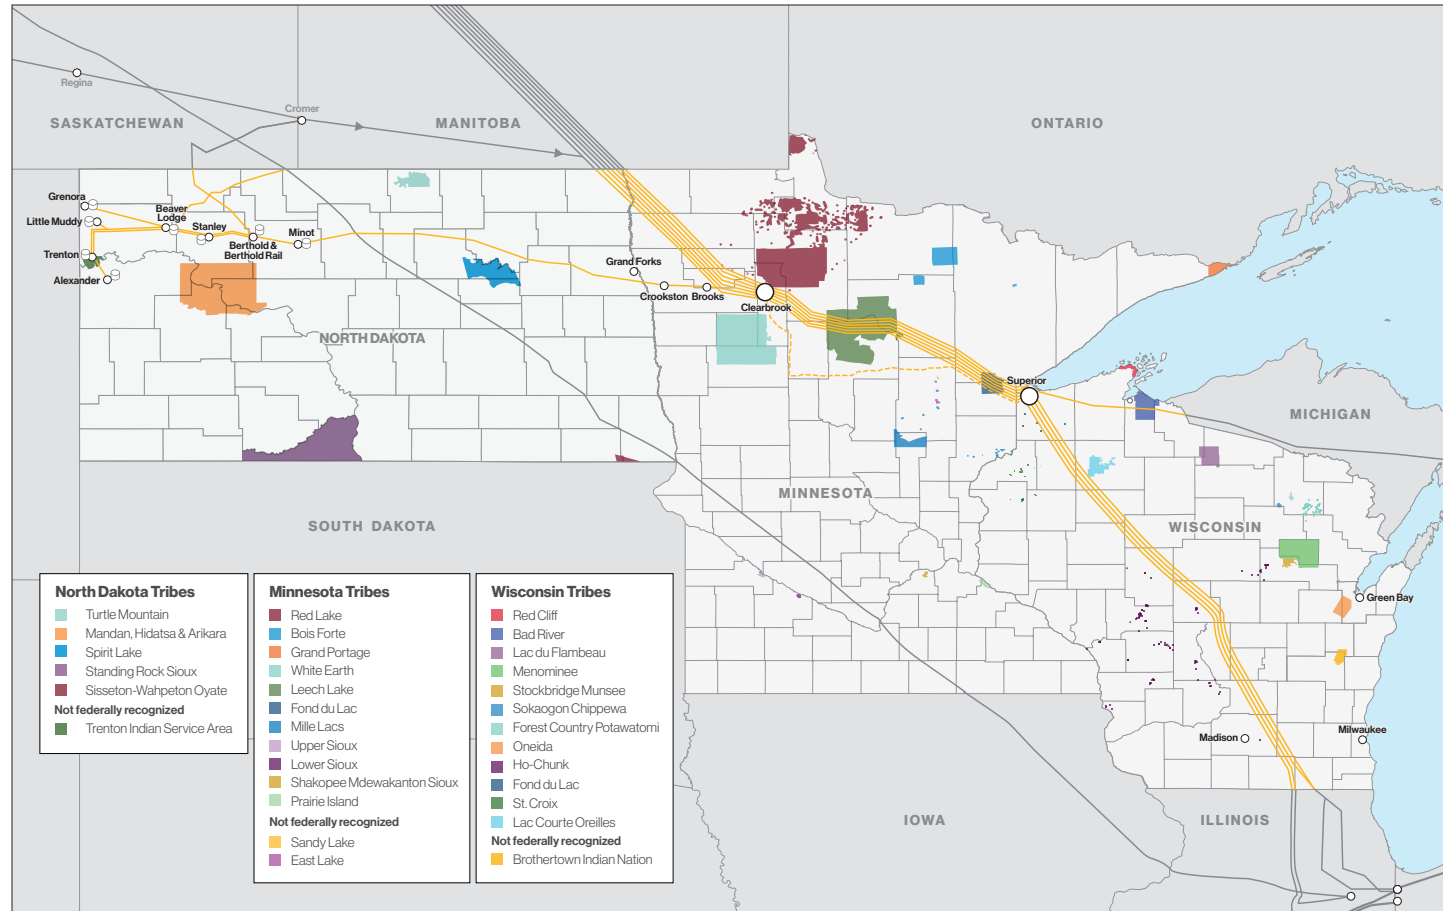 Regina
Cromer
SASKATCHEWAN
MANITOBA
ONTARIO
Grenora
Little Muddy
Beaver
Lodge
Stanley
Berthold &
Berthold Rail
Minot
Trenton
Alexander
Grand Forks
Crookston
Brooks
Clearbrook
NORTH DAKOTA
Superior
MICHIGAN
MINNESOTA
WISCONSIN
SOUTH DAKOTA
Green Bay
Madison
Milwaukee
IOWA
ILLINOIS
North Dakota Tribes
Turtle Mountain
Mandan, Hidatsa & Arikara
Spirit Lake
Standing Rock Sioux
Sisseton-Wahpeton Oyate
Not federally recognized
Trenton Indian Service Area
Minnesota Tribes
Red Lake
Bois Forte
Grand Portage
White Earth
Leech Lake
Fond du Lac
Mille Lacs
Upper Sioux
Lower Sioux
Shakopee Mdewakanton Sioux
Prairie Island
Not federally recognized
Sandy Lake
East Lake
Wisconsin Tribes
Red Cliff
Bad River
Lac du Flambeau
Menominee
Stockbridge Munsee
Sokaogon Chippewa
Forest Country Potawatomi
Oneida
Ho-Chunk
Fond du Lac
St. Croix
Lac Courte Oreilles
Not federally recognized
Brothertown Indian Nation